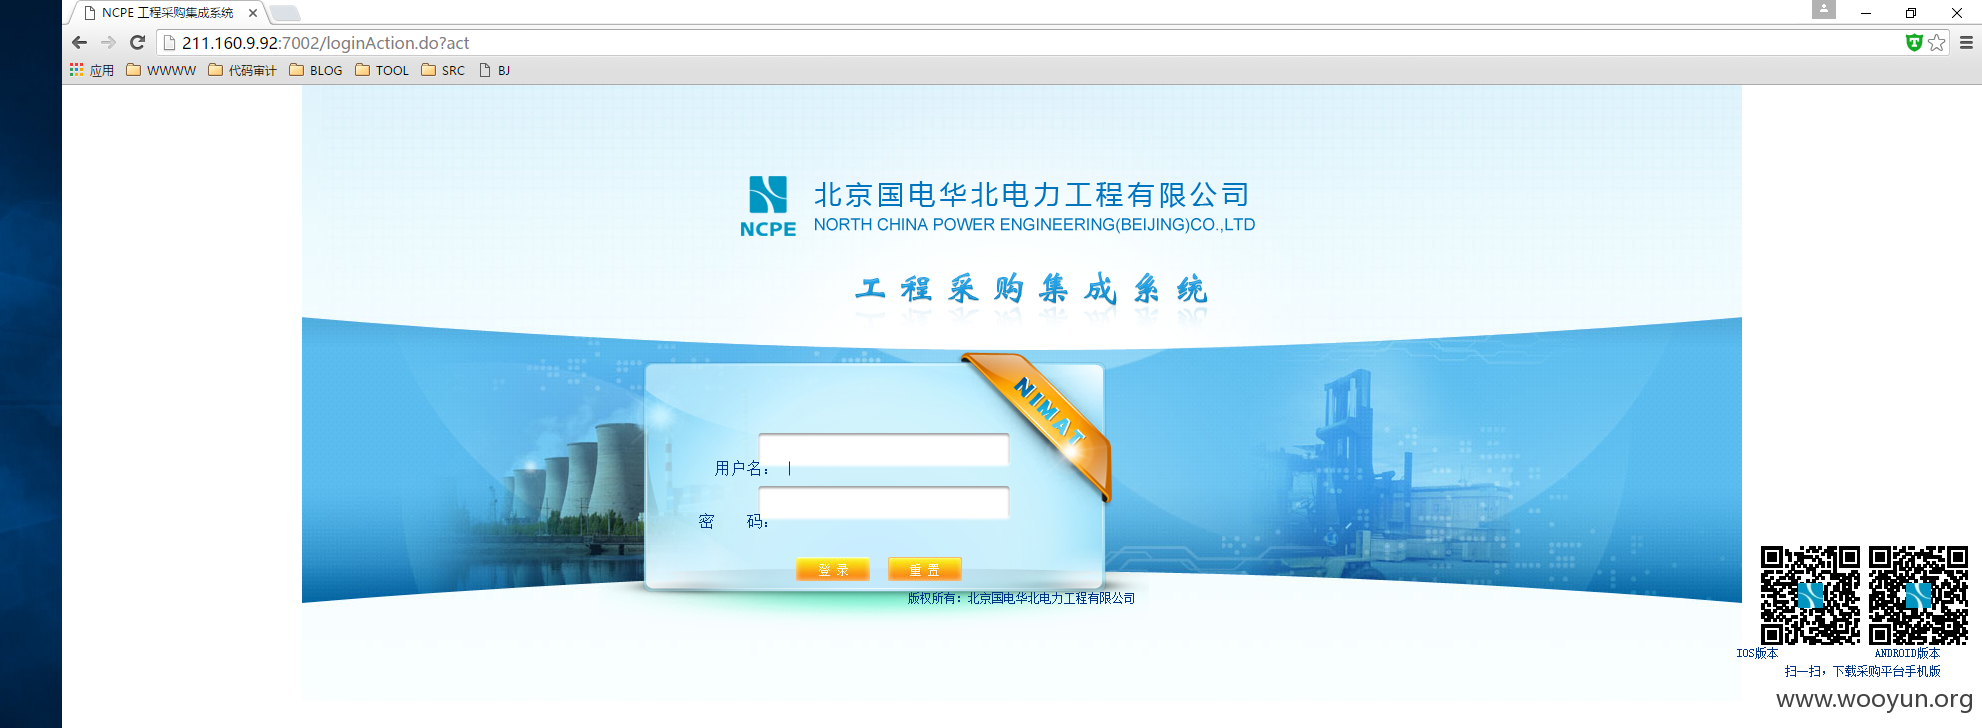 NCPE 工程采购集成系统
211.160.9.92:7002/loginAction.do?act
应用 WWWW 代码审计 BLOG TOOL SRC BJ
北京国电华北电力工程有限公司
NCPE NORTH CHINA POWER ENGINEERING(BEIJING)CO.,LTD
工程采购集成系统
NIMAT
用户名：
密 码：
登 录 重 置
版权所有：北京国电华北电力工程有限公司
IOS版本 ANDROID版本
扫一扫，下载采购平台手机版
www.wooyun.org